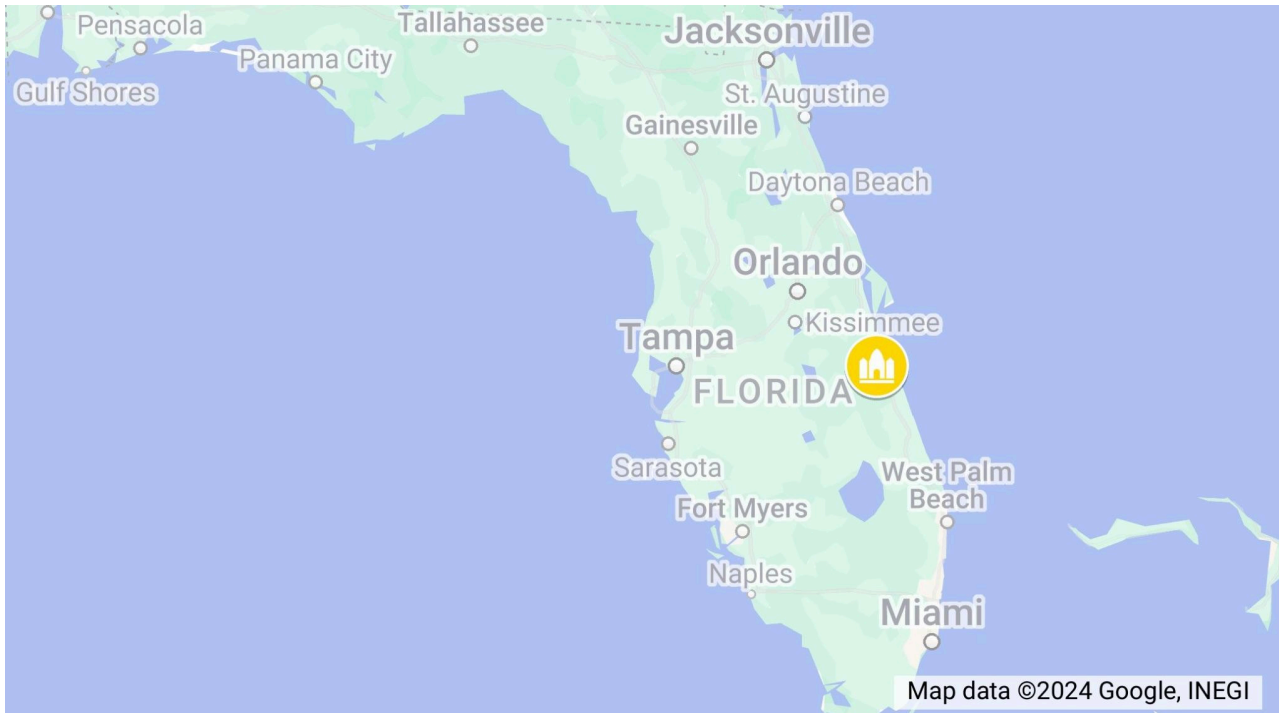 Pensacola
Tallahassee
Jacksonville
Panama City
Gulf Shores
St. Augustine
Gainesville
Daytona Beach
Orlando
Kissimmee
Tampa
FLORIDA
Sarasota
West Palm
Beach
Fort Myers
Naples
Miami
Map data ©2024 Google, INEGI